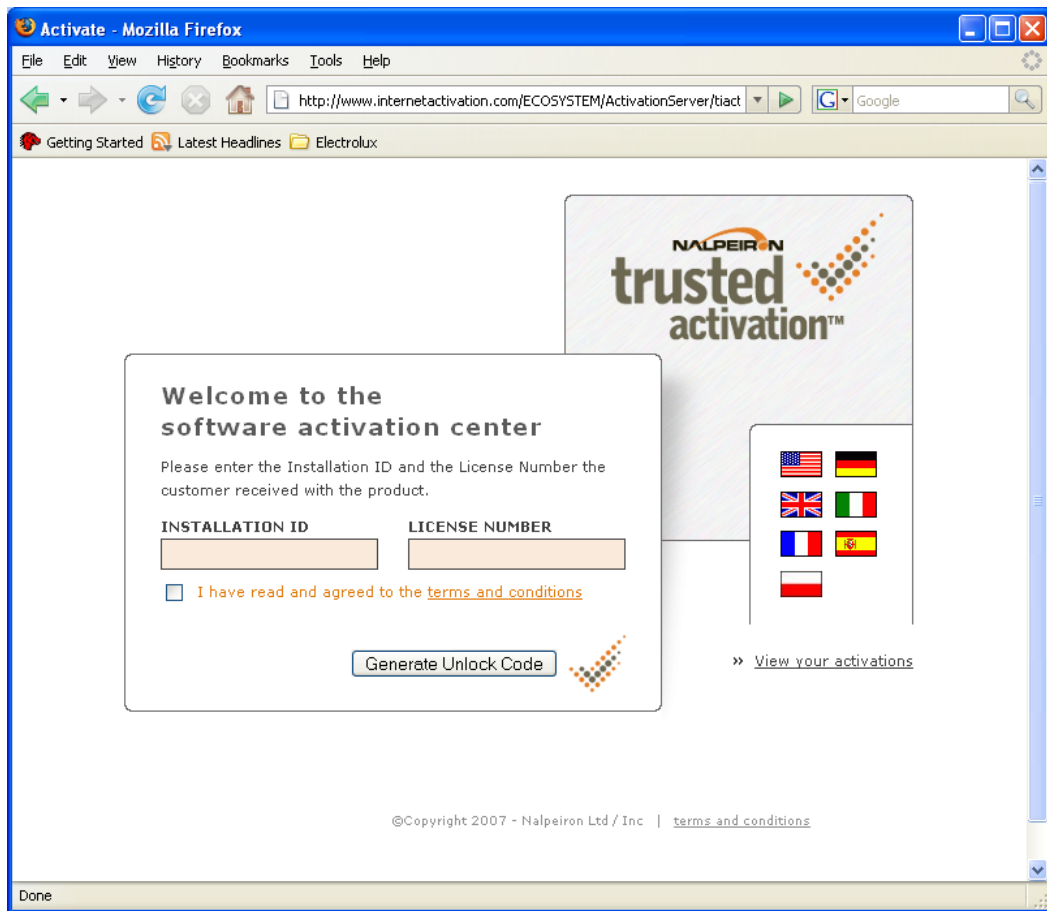 Activate - Mozilla Firefox
File Edit View History Bookmarks Tools Help
http://www.internetactivation.com/ECOSYSTEM/ActivationServer/tiact
G Google
Getting Started Latest Headlines Electrolux
NALPEIRON
trusted
activation™
Welcome to the
software activation center
Please enter the Installation ID and the License Number the
customer received with the product.
INSTALLATION ID LICENSE NUMBER
I have read and agreed to the terms and conditions
Generate Unlock Code
» View your activations
©Copyright 2007 - Nalpeiron Ltd / Inc | terms and conditions
Done